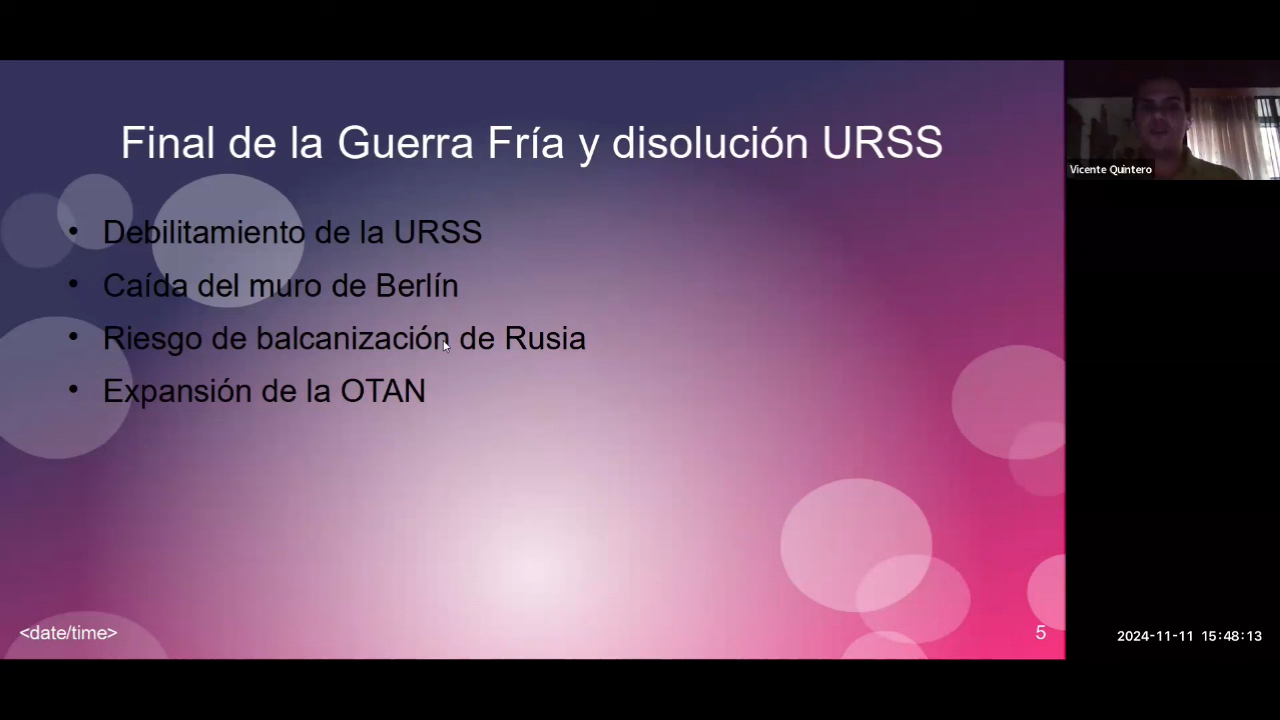 Final de la Guerra Fría y disolución URSS
Vicente Quintero
• Debilitamiento de la URSS
• Caída del muro de Berlín
• Riesgo de balcanización de Rusia
• Expansión de la OTAN
<date/time>
5
2024-11-11 15:48:13